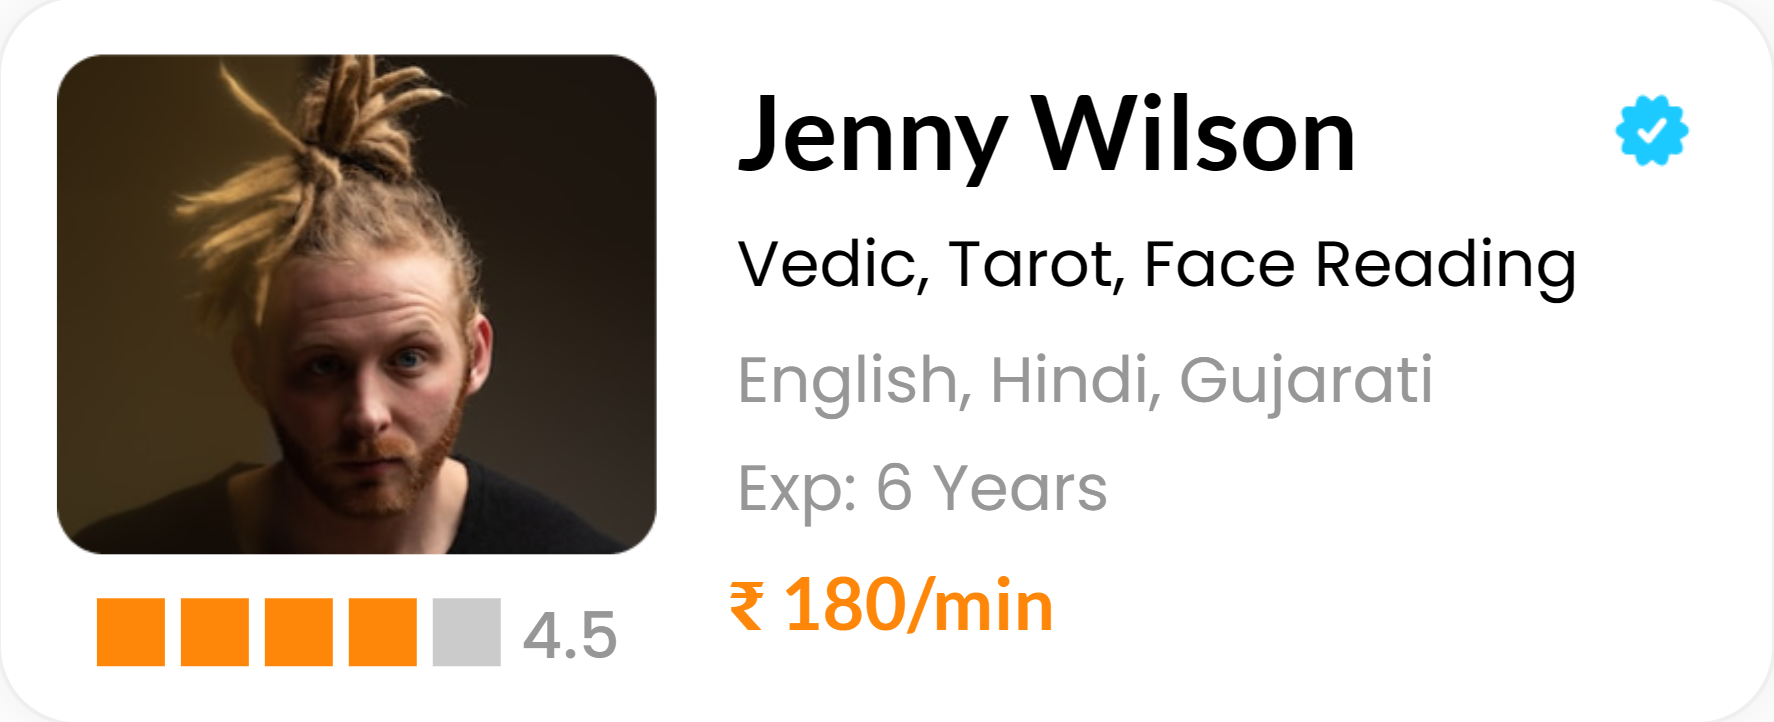 Jenny Wilson
Vedic, Tarot, Face Reading
English, Hindi, Gujarati
Exp: 6 Years
₹ 180/min
4.5